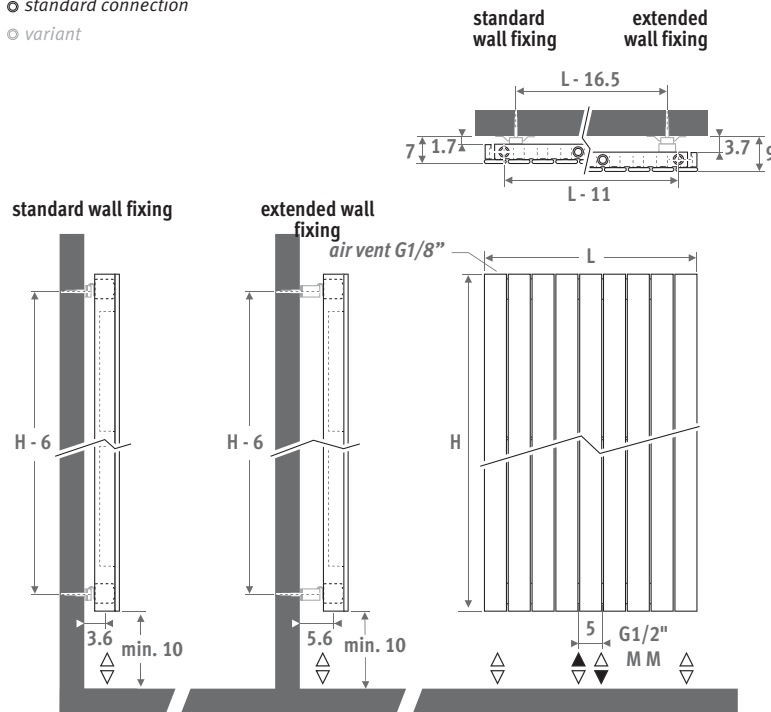 standard connection
variant
standard
wall fixing
extended
wall fixing
L - 16.5
7
1.7
3.7
9
L - 11
standard wall fixing
extended wall
fixing
air vent G1/8”
L
H - 6
H - 6
H
3.6
min. 10
5.6
min. 10
5
G1/2"
M M